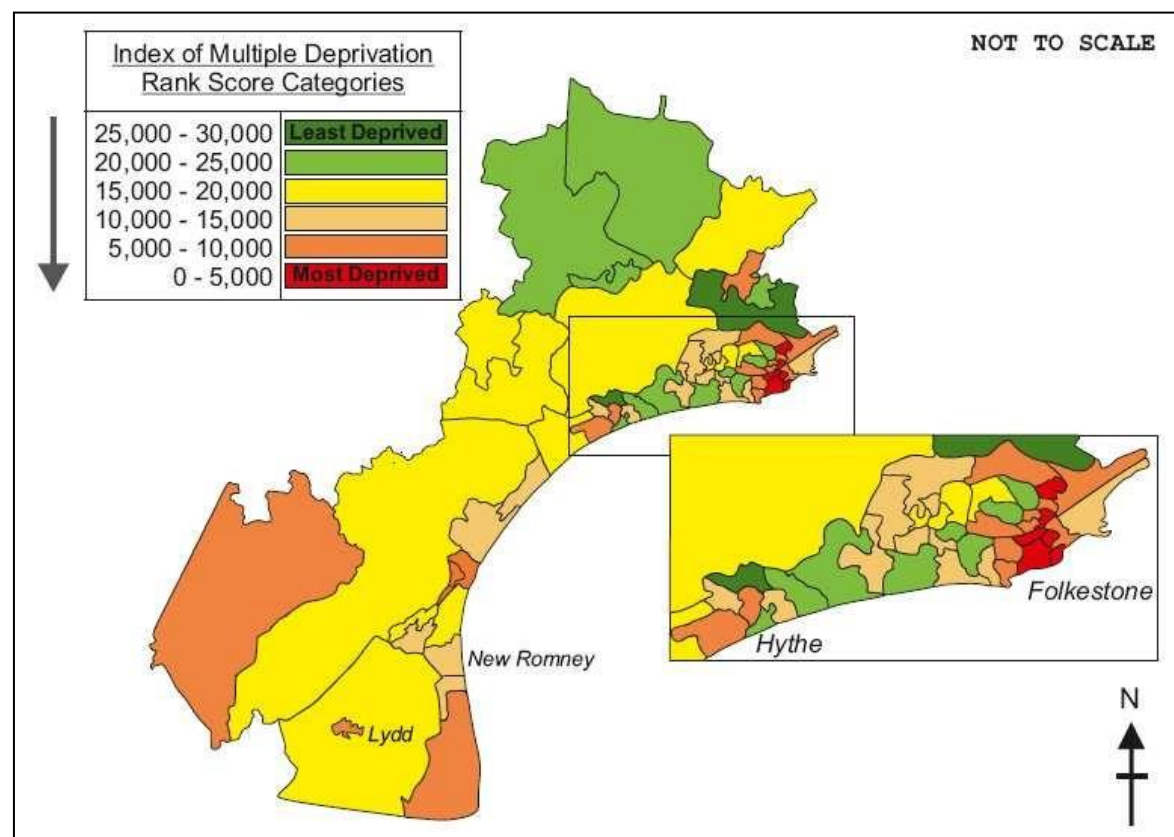 Index of Multiple Deprivation
Rank Score Categories
NOT TO SCALE
25,000 - 30,000 Least Deprived
20,000 - 25,000
15,000 - 20,000
10,000 - 15,000
5,000 - 10,000
0 - 5,000 Most Deprived
Folkestone
Hythe
New Romney
Lydd
N